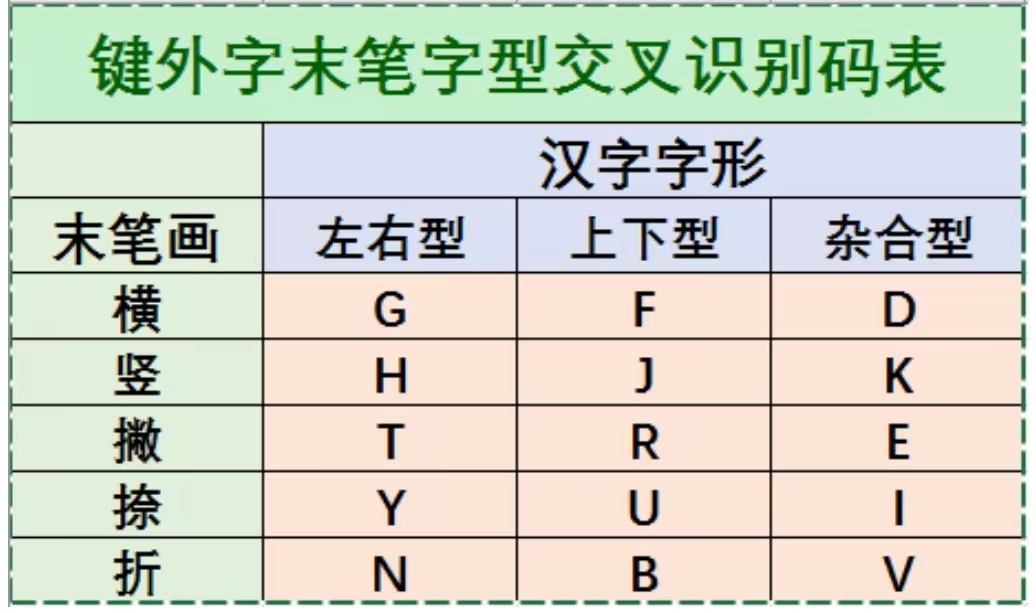 键外字末笔字型交叉识别码表
汉字字形
末笔画 左右型 上下型 杂合型
横 G F D
竖 H J K
撇 T R E
捺 Y U I
折 N B V